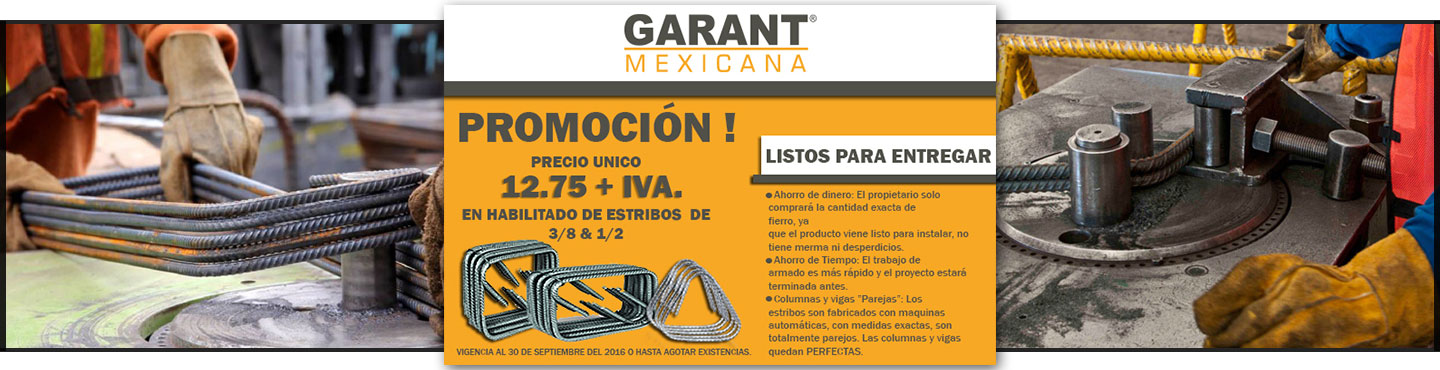 GARANT®
MEXICANA
PROMOCIÓN !
PRECIO UNICO
12.75 + IVA.
EN HABILITADO DE ESTRIBOS DE
3/8 & 1/2
VIGENCIA AL 30 DE SEPTIEMBRE DEL 2016 O HASTA AGOTAR EXISTENCIAS.
LISTOS PARA ENTREGAR
● Ahorro de dinero: El propietario solo
comprará la cantidad exacta de
fierro, ya
que el producto viene listo para instalar, no
tiene merma ni desperdicios.
● Ahorro de Tiempo: El trabajo de
armado es más rápido y el proyecto estará
terminada antes.
● Columnas y vigas "Parejas": Los
estribos son fabricados con maquinas
automáticas, con medidas exactas, son
totalmente parejos. Las columnas y vigas
quedan PERFECTAS.